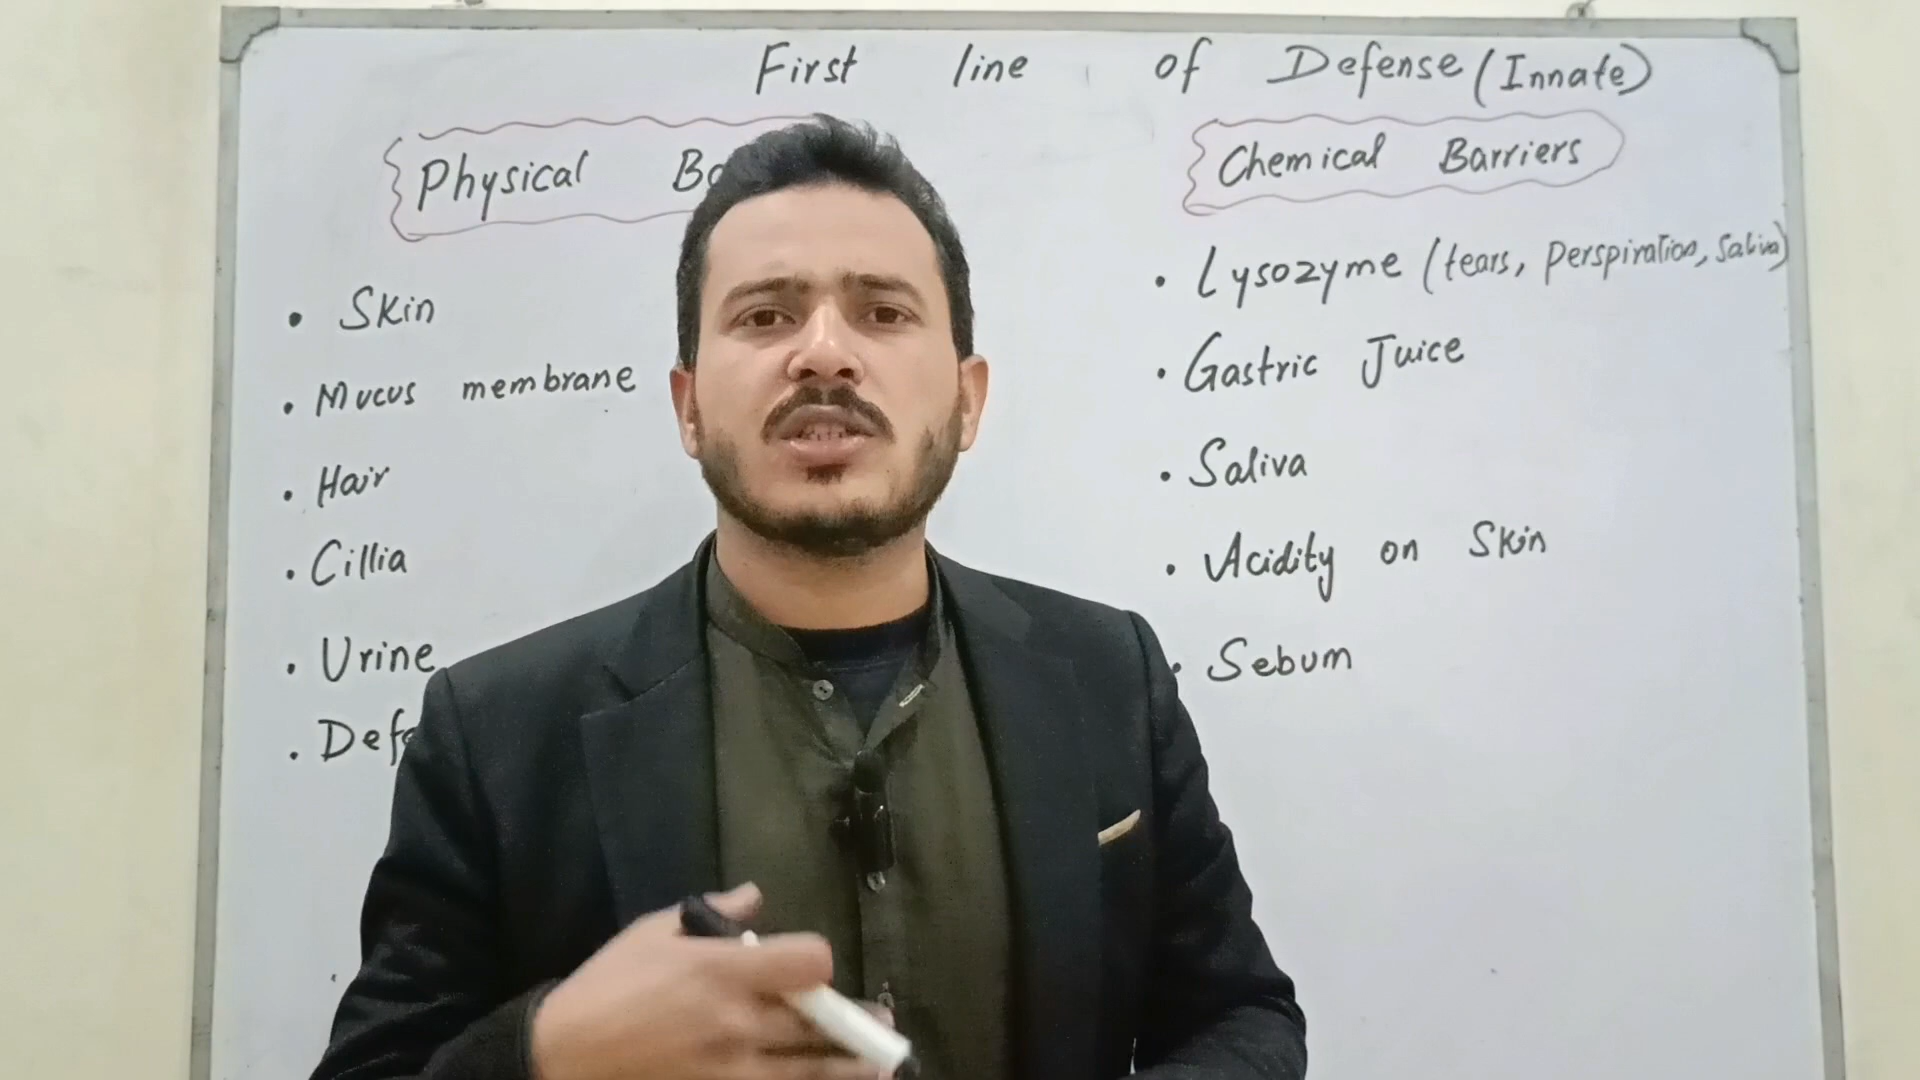 First line of Defense (Innate)
Physical
• Skin
• Mucus membrane
• Hair
• Cillia
• Urine
Chemical Barriers
• Lysozyme (tears, perspiration, saliva)
• Gastric Juice
• Saliva
• Acidity on Skin
• Sebum